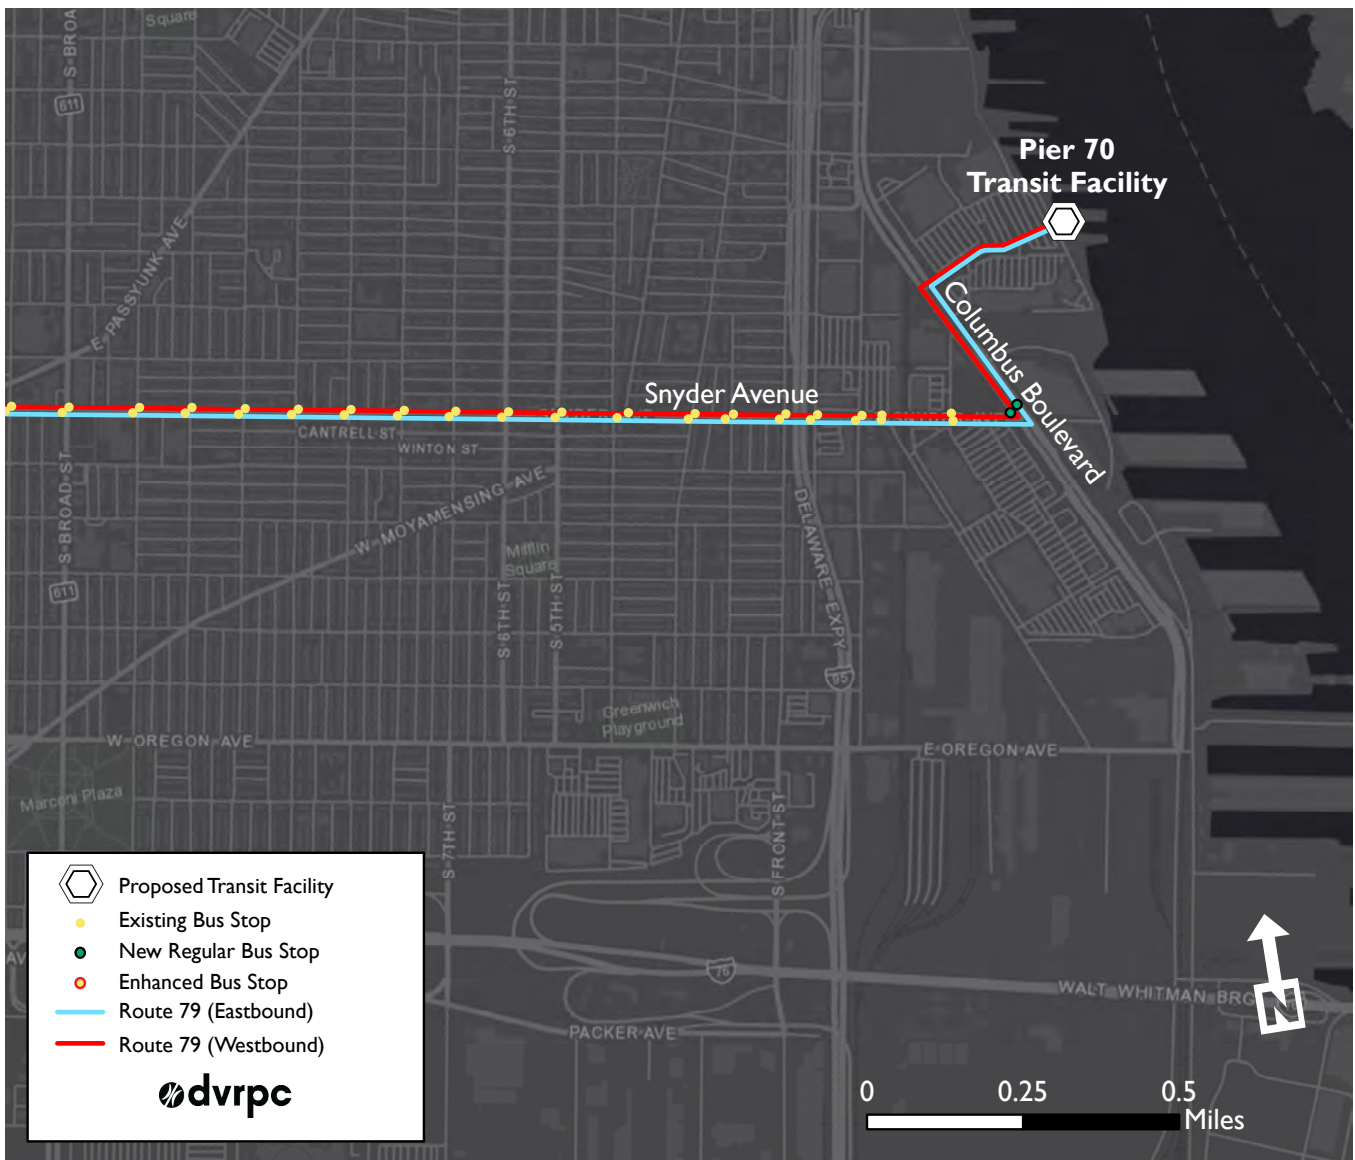 Square
S BROA
611
S 6TH ST
E PASSYUNK AVE
Pier 70
Transit Facility
Columbus Boulevard
Snyder Avenue
CANTRELL ST
WINTON ST
W MOYAMENSING AVE
S BROAD ST
611
Mifflin
Square
S 6TH ST
S 5TH ST
DELAWARE EXPY
95
Greenwich
Playground
W OREGON AVE
E OREGON AVE
Marconi Plaza
S 7TH ST
S FRONT ST
AV
76
WALT WHITMAN BRG
PACKER AVE
Proposed Transit Facility
Existing Bus Stop
New Regular Bus Stop
Enhanced Bus Stop
Route 79 (Eastbound)
Route 79 (Westbound)
dvrpc
N
0 0.25 0.5
Miles